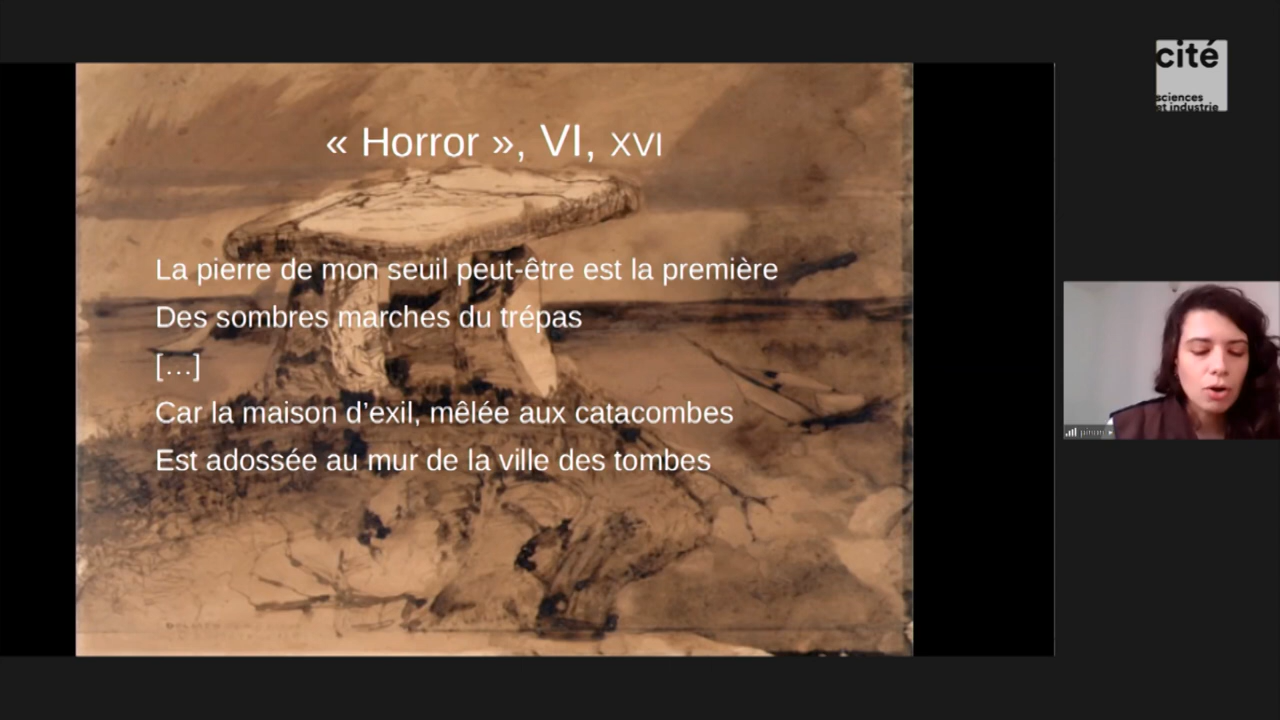 cité
sciences
et industrie
« Horror », VI, XVI
La pierre de mon seuil peut-être est la première
Des sombres marches du trépas
[…]
Car la maison d’exil, mêlée aux catacombes
Est adossée au mur de la ville des tombes